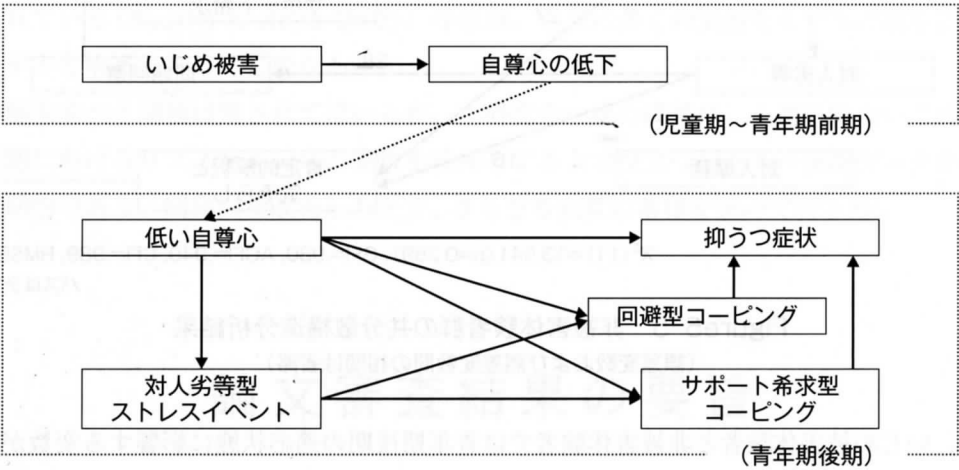 いじめ被害
自尊心の低下
(児童期～青年期前期)
低い自尊心
抑うつ症状
回避型コーピング
対人劣等型
ストレスイベント
サポート希求型
コーピング
(青年期後期)